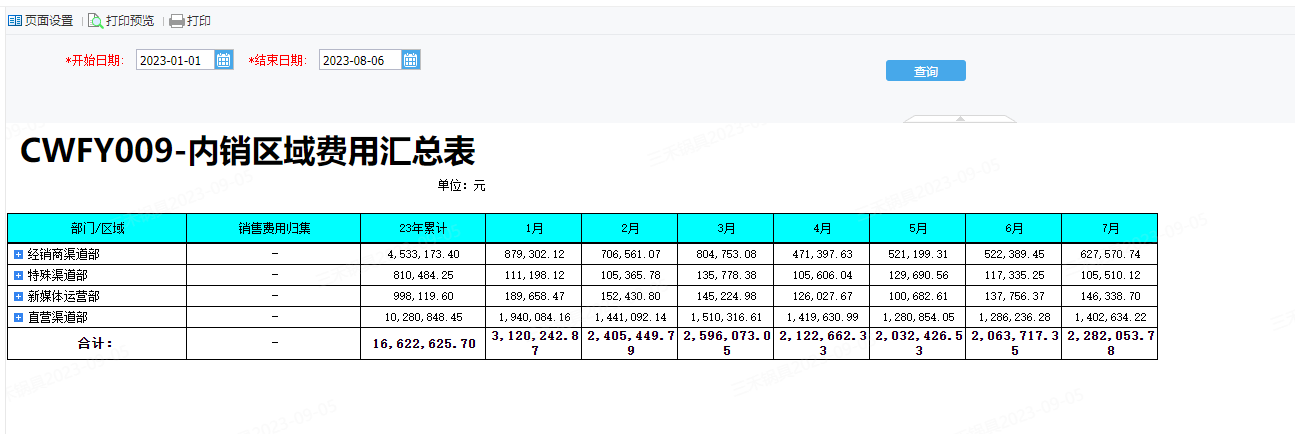 页面设置 打印预览 打印
*开始日期: 2023-01-01 *结束日期: 2023-08-06
查询
CWFY009-内销区域费用汇总表
单位: 元
部门/区域 销售费用归集 23年累计 1月 2月 3月 4月 5月 6月 7月
经销商渠道部 — 4,533,173.40 879,302.12 706,561.07 804,753.08 471,397.63 521,199.31 522,389.45 627,570.74
特殊渠道部 — 810,484.25 111,198.12 105,365.78 135,778.38 105,606.04 129,690.56 117,335.25 105,510.12
新媒体运营部 — 998,119.60 189,658.47 152,430.80 145,224.98 126,027.67 100,682.61 137,756.37 146,338.70
直营渠道部 — 10,280,848.45 1,940,084.16 1,441,092.14 1,510,316.61 1,419,630.99 1,280,854.05 1,286,236.28 1,402,634.22
合计: — 16,622,625.70 3,120,242.87 2,405,449.79 2,596,073.05 2,122,662.33 2,032,426.53 2,063,717.35 2,282,053.78